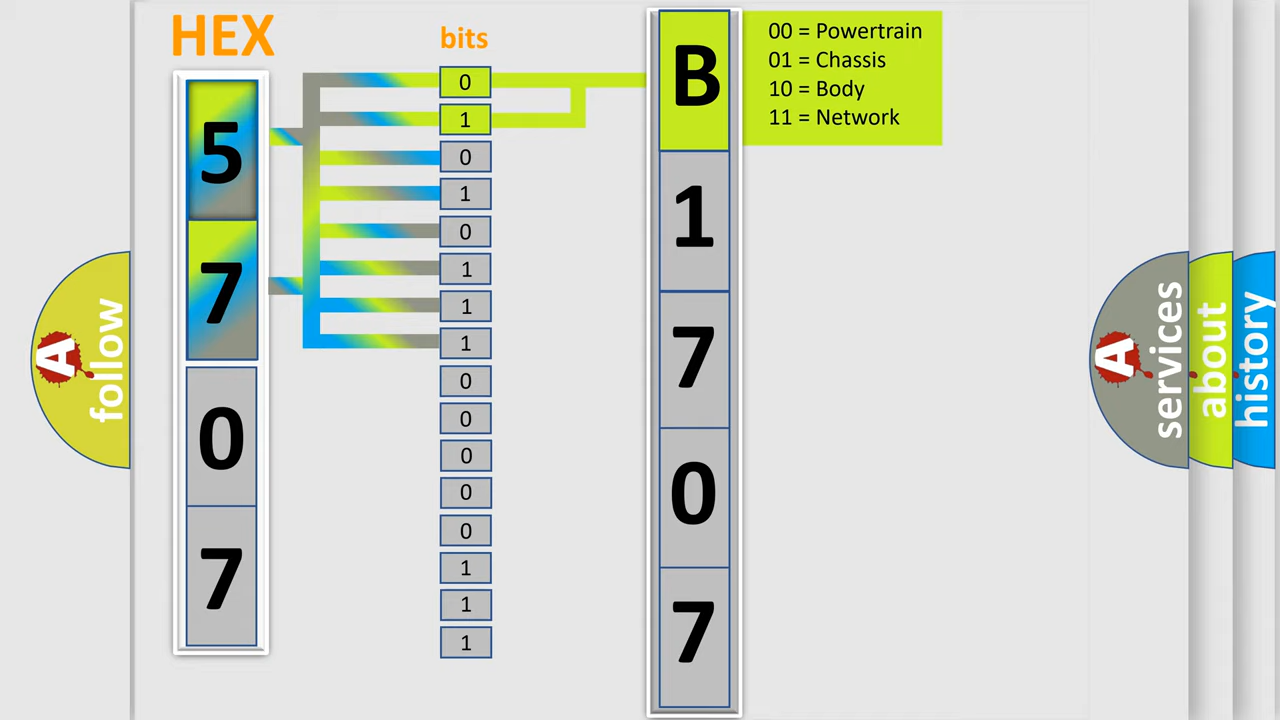 HEX
bits
5
7
0
7
0
1
0
1
0
1
1
1
0
0
0
0
0
1
1
1
B
1
7
0
7
00 = Powertrain
01 = Chassis
10 = Body
11 = Network
A follow
A services
about
history